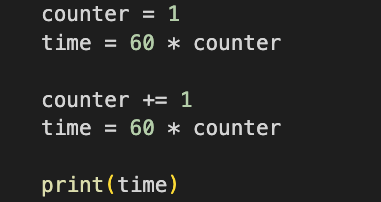 counter = 1
time = 60 * counter
counter += 1
time = 60 * counter
print(time)